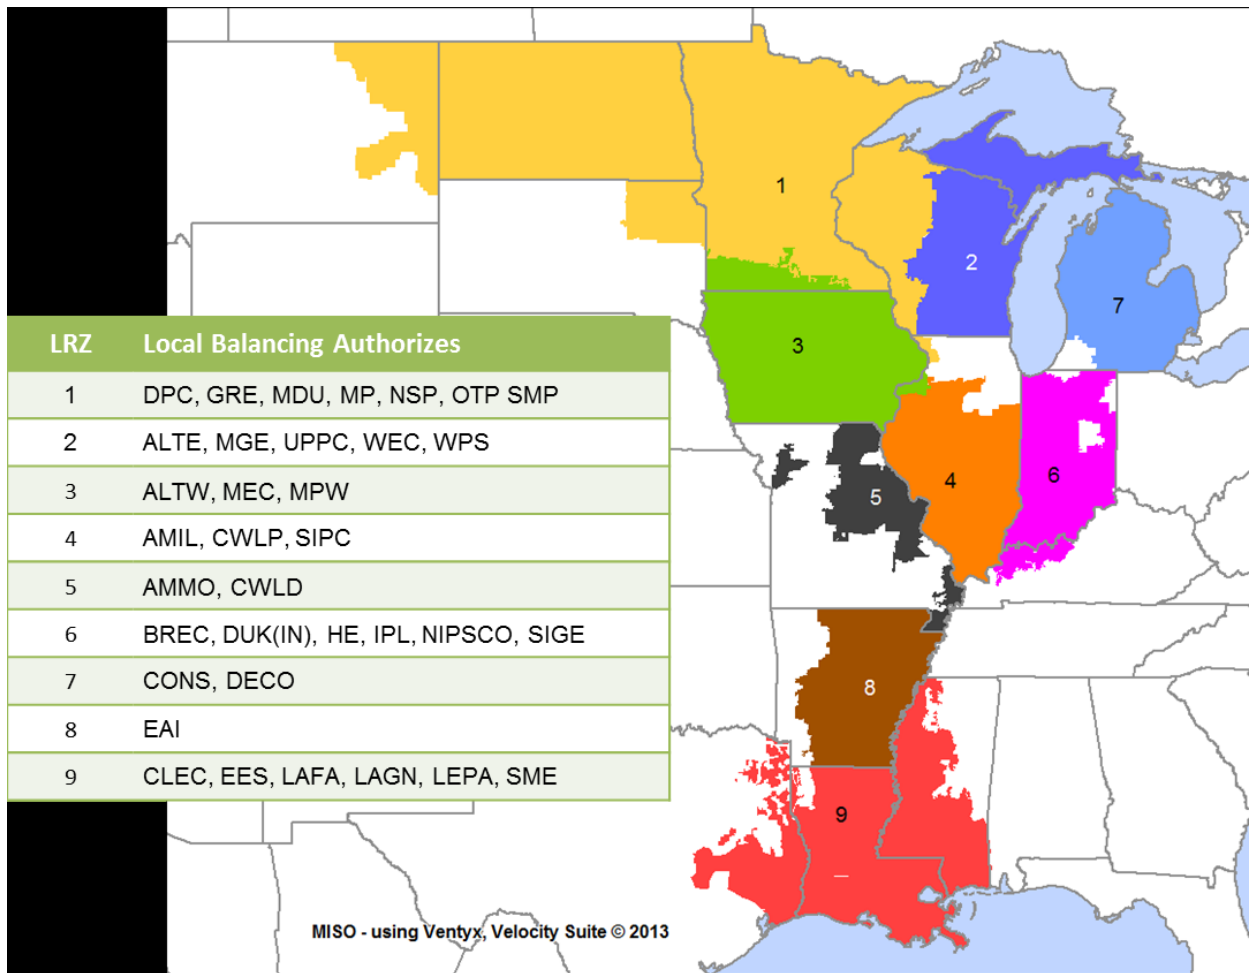 1
2
7
3
4
6
5
8
9
LRZ Local Balancing Authorizes
1 DPC, GRE, MDU, MP, NSP, OTP SMP
2 ALTE, MGE, UPPC, WEC, WPS
3 ALTW, MEC, MPW
4 AMIL, CWLP, SIPC
5 AMMO, CWLD
6 BREC, DUK(IN), HE, IPL, NIPSCO, SIGE
7 CONS, DECO
8 EAI
9 CLEC, EES, LAFA, LAGN, LEPA, SME
MISO - using Ventyx, Velocity Suite © 2013